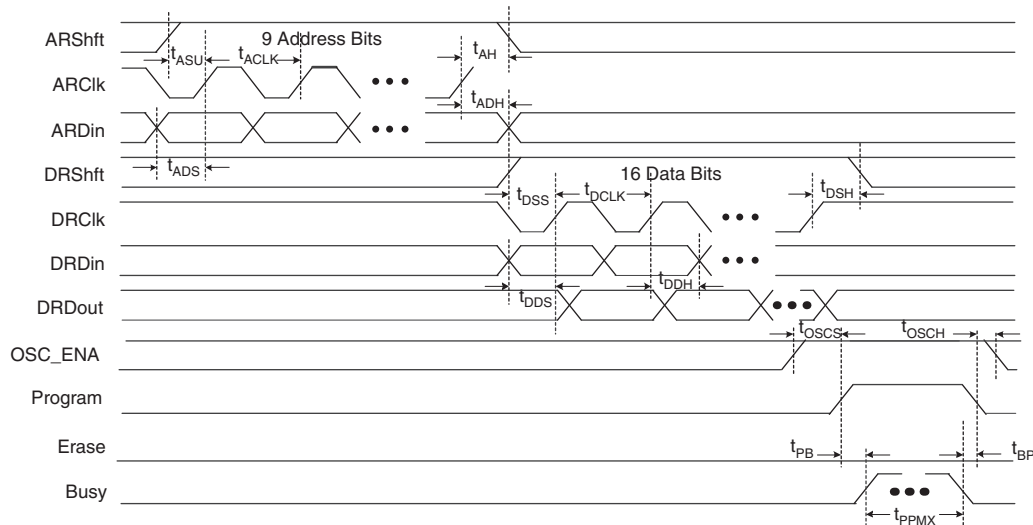 ARShft
9 Address Bits
tASU
tACLK
tAH
ARClk
tADH
ARDin
tADS
DRShft
16 Data Bits
tDSS
tDCLK
tDSH
DRClk
DRDin
tDDS
tDDH
DRDout
tOSCS
tOSCH
OSC_ENA
Program
Erase
tPB
tBP
Busy
tPPMX